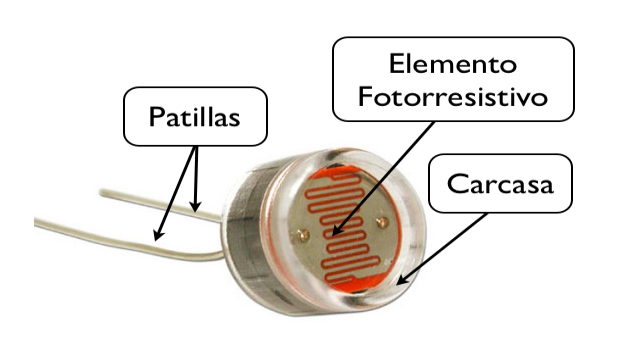 Elemento
Fotorresistivo
Patillas
Carcasa